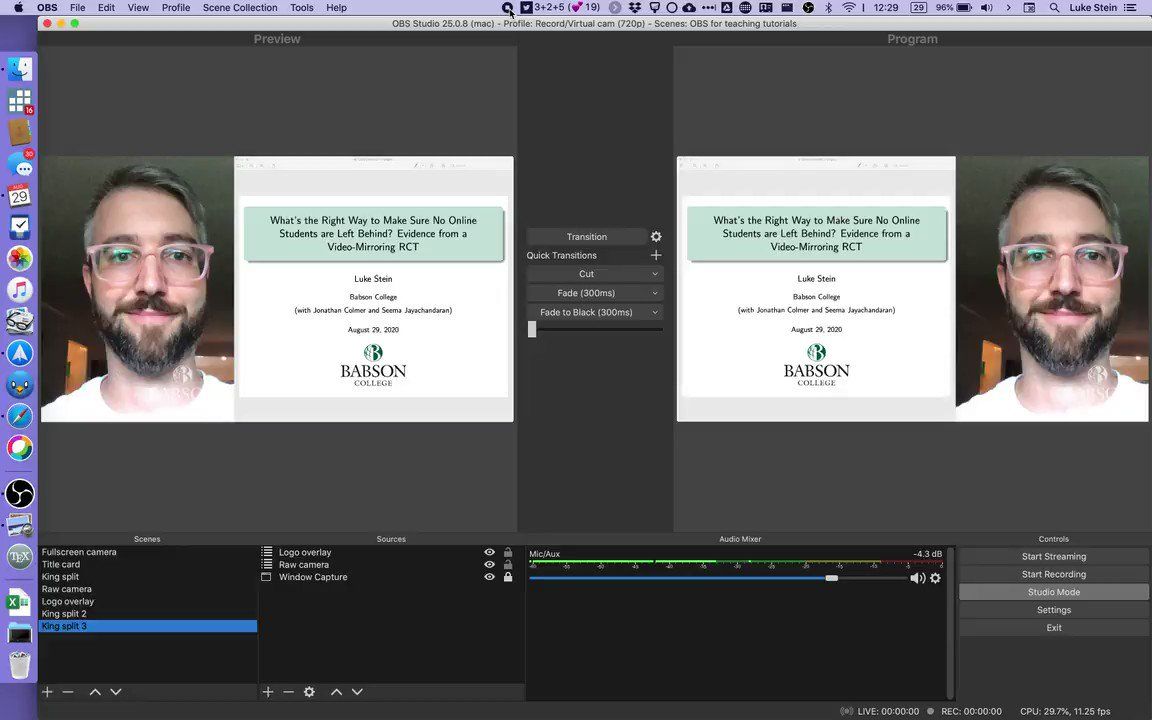 OBS File Edit View Profile Scene Collection Tools Help
3+2+5 (💕 19)
12:29 29 96% Luke Stein
OBS Studio 25.0.8 (mac) - Profile: Record/Virtual cam (720p) - Scenes: OBS for teaching tutorials
Preview
Program
16
30
AUG
29
What's the Right Way to Make Sure No Online
Students are Left Behind? Evidence from a
Video-Mirroring RCT
Luke Stein
Babson College
(with Jonathan Colmer and Seema Jayachandaran)
August 29, 2020
BABSON
COLLEGE
Transition
Quick Transitions
Cut
Fade (300ms)
Fade to Black (300ms)
What's the Right Way to Make Sure No Online
Students are Left Behind? Evidence from a
Video-Mirroring RCT
Luke Stein
Babson College
(with Jonathan Colmer and Seema Jayachandaran)
August 29, 2020
BABSON
COLLEGE
Scenes
Fullscreen camera
Title card
King split
Raw camera
Logo overlay
King split 2
King split 3
Sources
Logo overlay
Raw camera
Window Capture
Audio Mixer
Mic/Aux -4.3 dB
Controls
Start Streaming
Start Recording
Studio Mode
Settings
Exit
LIVE: 00:00:00 REC: 00:00:00 CPU: 29.7%, 11.25 fps